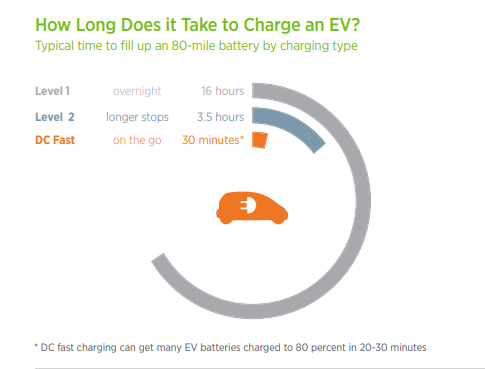 How Long Does it Take to Charge an EV?
Typical time to fill up an 80-mile battery by charging type
Level 1 overnight 16 hours
Level 2 longer stops 3.5 hours
DC Fast on the go 30 minutes*
* DC fast charging can get many EV batteries charged to 80 percent in 20-30 minutes